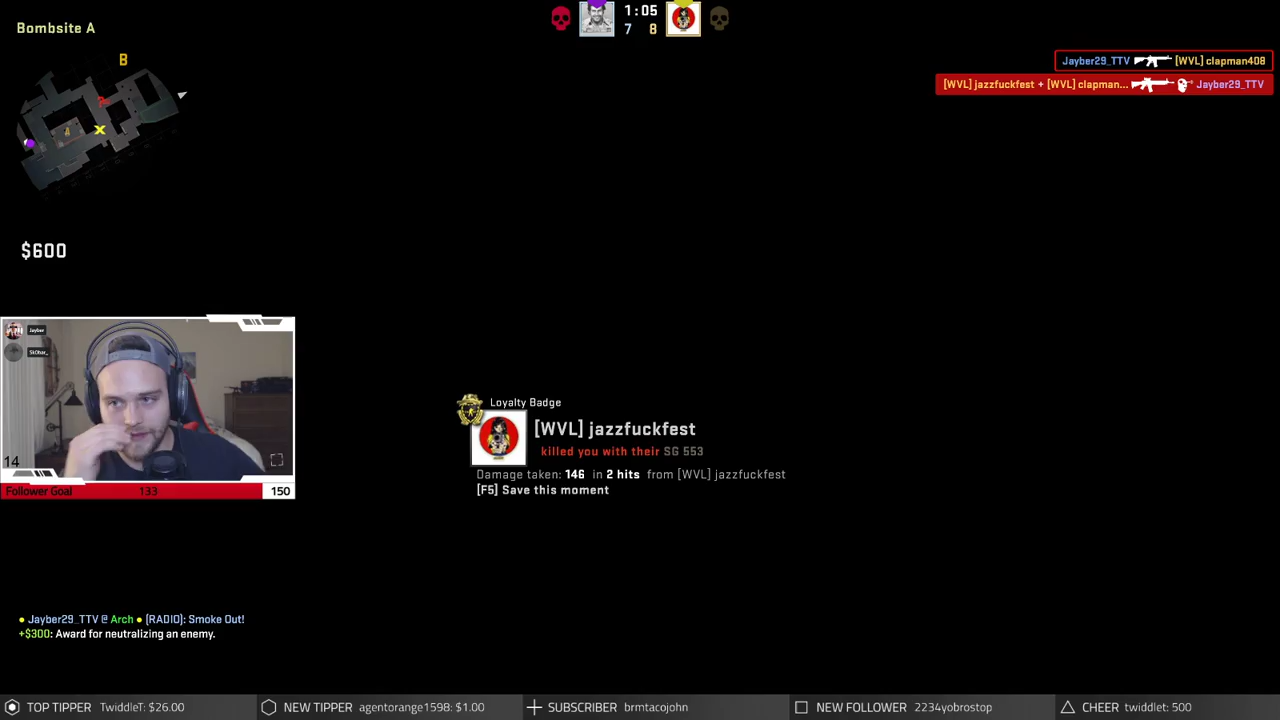 Bombsite A
B
1:05
7 8
Jayber29_TTV [WVL] clapman408
[WVL] jazzfuckfest + [WVL] clapman... Jayber29_TTV
$600
Jayber
StObar_
14
Follower Goal 133 150
Loyalty Badge
[WVL] jazzfuckfest
killed you with their SG 553
Damage taken: 146 in 2 hits from [WVL] jazzfuckfest
[F5] Save this moment
● Jayber29_TTV @ Arch ● (RADIO): Smoke Out!
+$300: Award for neutralizing an enemy.
TOP TIPPER TwiddleT: $26.00 NEW TIPPER agentorange1598: $1.00 SUBSCRIBER brmtacojohn NEW FOLLOWER 2234yobrostop CHEER twiddlet: 500